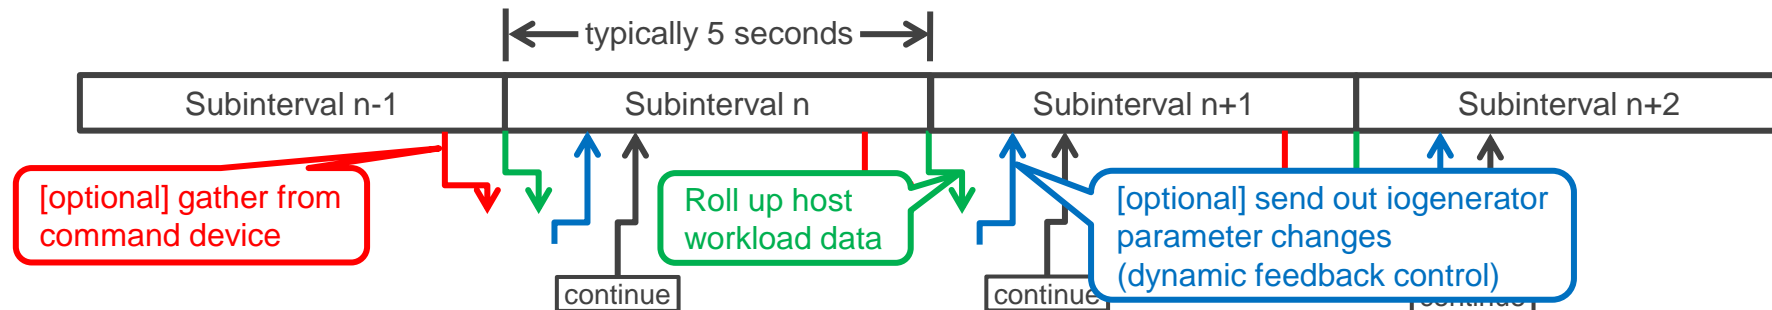 typically 5 seconds
Subinterval n-1
Subinterval n
Subinterval n+1
Subinterval n+2
[optional] gather from
command device
Roll up host
workload data
[optional] send out iogenerator
parameter changes
(dynamic feedback control)
continue
continue
continue